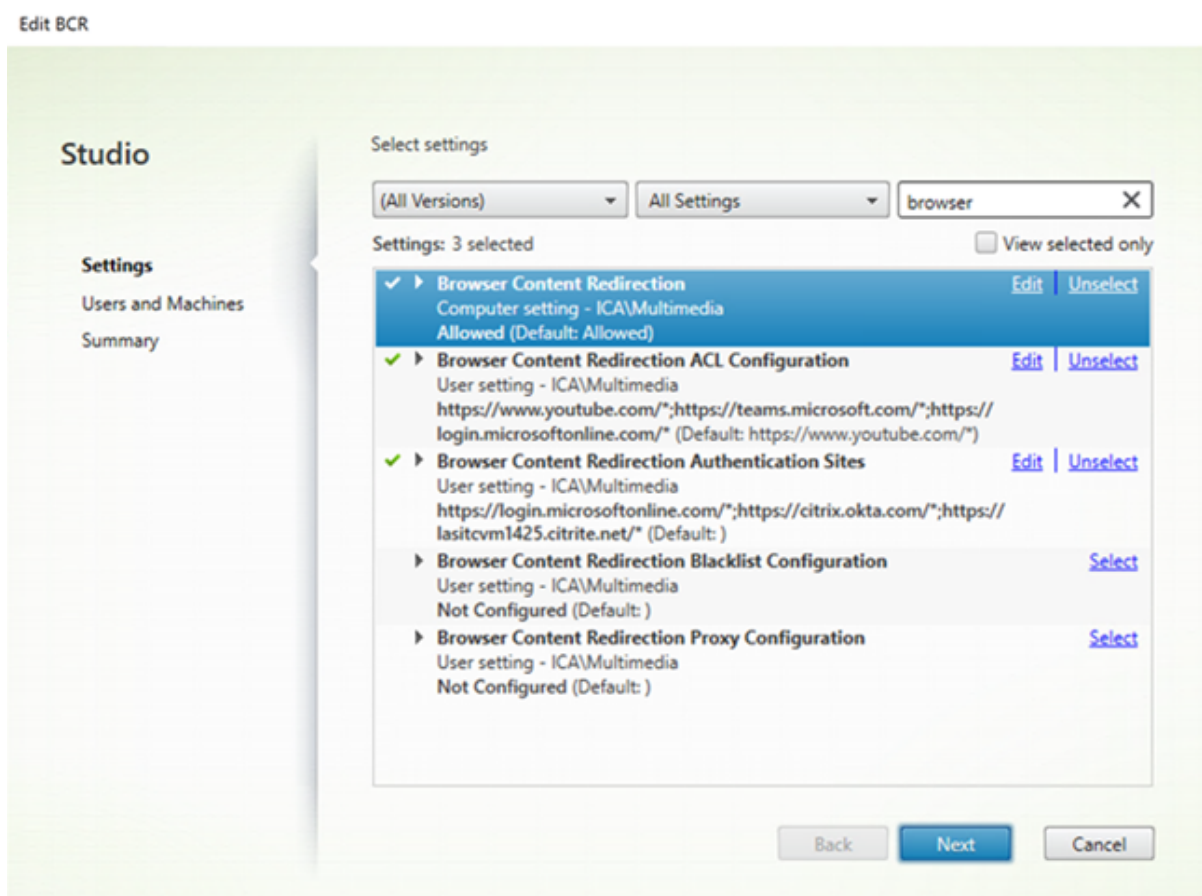 Edit BCR
Studio
Settings
Users and Machines
Summary
Select settings
(All Versions) All Settings browser
Settings: 3 selected View selected only
Browser Content Redirection Edit Unselect
Computer setting - ICA\Multimedia
Allowed (Default: Allowed)
Browser Content Redirection ACL Configuration Edit Unselect
User setting - ICA\Multimedia
https://www.youtube.com/*;https://teams.microsoft.com/*;https://
login.microsoftonline.com/* (Default: https://www.youtube.com/*)
Browser Content Redirection Authentication Sites Edit Unselect
User setting - ICA\Multimedia
https://login.microsoftonline.com/*;https://citrix.okta.com/*;https://
lasitcvm1425.citrite.net/* (Default: )
Browser Content Redirection Blacklist Configuration Select
User setting - ICA\Multimedia
Not Configured (Default: )
Browser Content Redirection Proxy Configuration Select
User setting - ICA\Multimedia
Not Configured (Default: )
Back Next Cancel